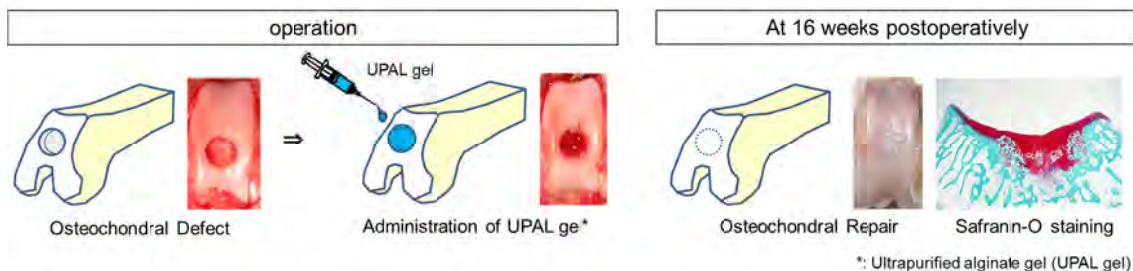 operation
At 16 weeks postoperatively
UPAL gel
⇒
Osteochondral Defect
Administration of UPAL gel*
Osteochondral Repair
Safranin-O staining
*: Ultrapurified alginate gel (UPAL gel)